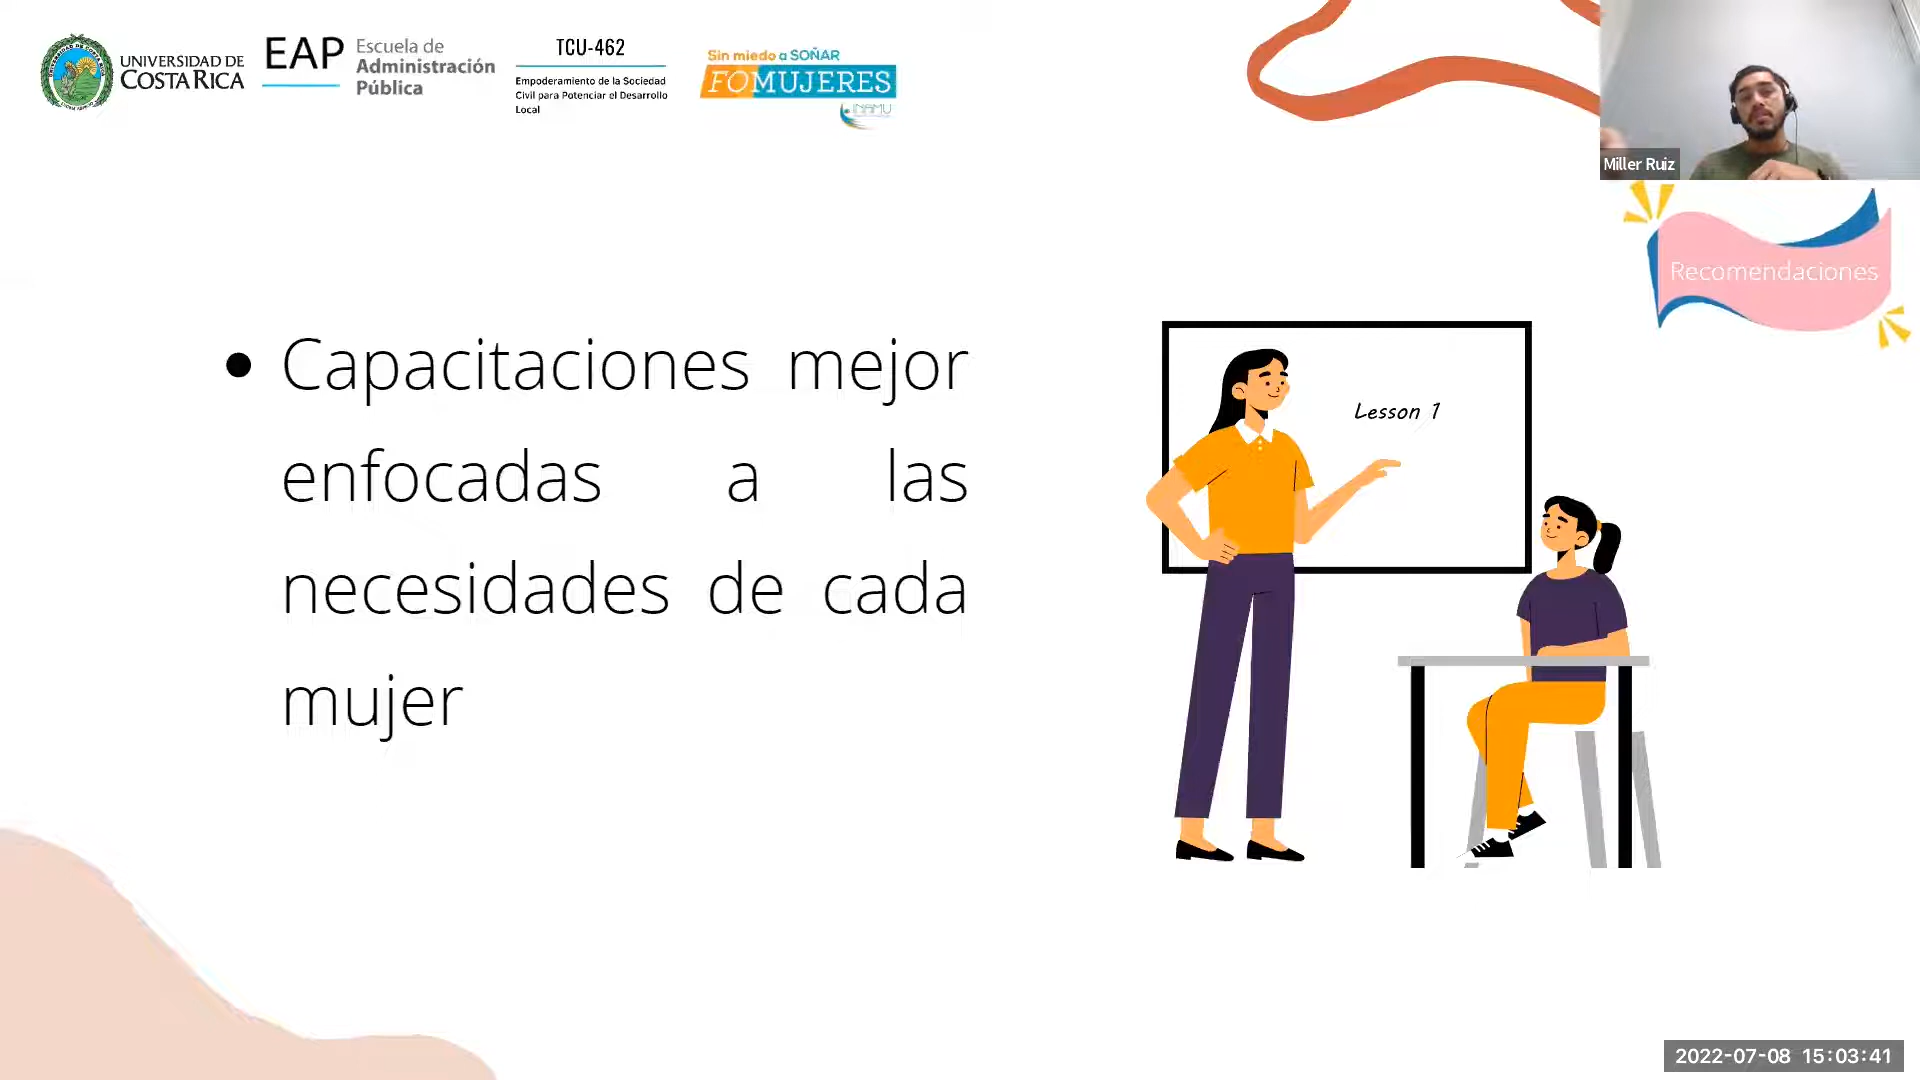 UNIVERSIDAD DE
COSTA RICA
EAP
Escuela de
Administración
Pública
TCU-462
Empoderamiento de la Sociedad
Civil para Potenciar el Desarrollo
Local
Sin miedo a SOÑAR
FOMUJERES
INAMU
Miller Ruiz
Recomendaciones
• Capacitaciones mejor
enfocadas a las
necesidades de cada
mujer
Lesson 1
2022-07-08 15:03:41